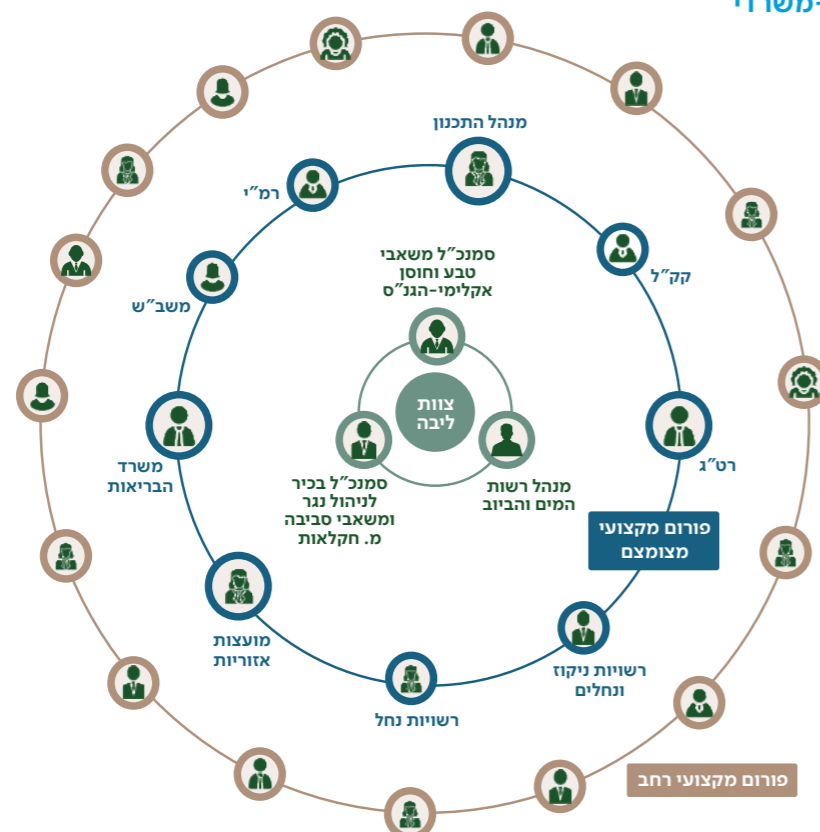 -משרדי
מנהל התכנון
רמ"י
קק"ל
משב"ש
סמנכ"ל משאבי
טבע וחוסן
אקלימי-הגנ"ס
צוות
ליבה
רט"ג
משרד
הבריאות
מנהל רשות
המים והביוב
סמנכ"ל בכיר
לניהול נגר
ומשאבי סביבה
מ. חקלאות
פורום מקצועי
מצומצם
מועצות
אזוריות
רשויות ניקוז
ונחלים
רשויות נחל
פורום מקצועי רחב